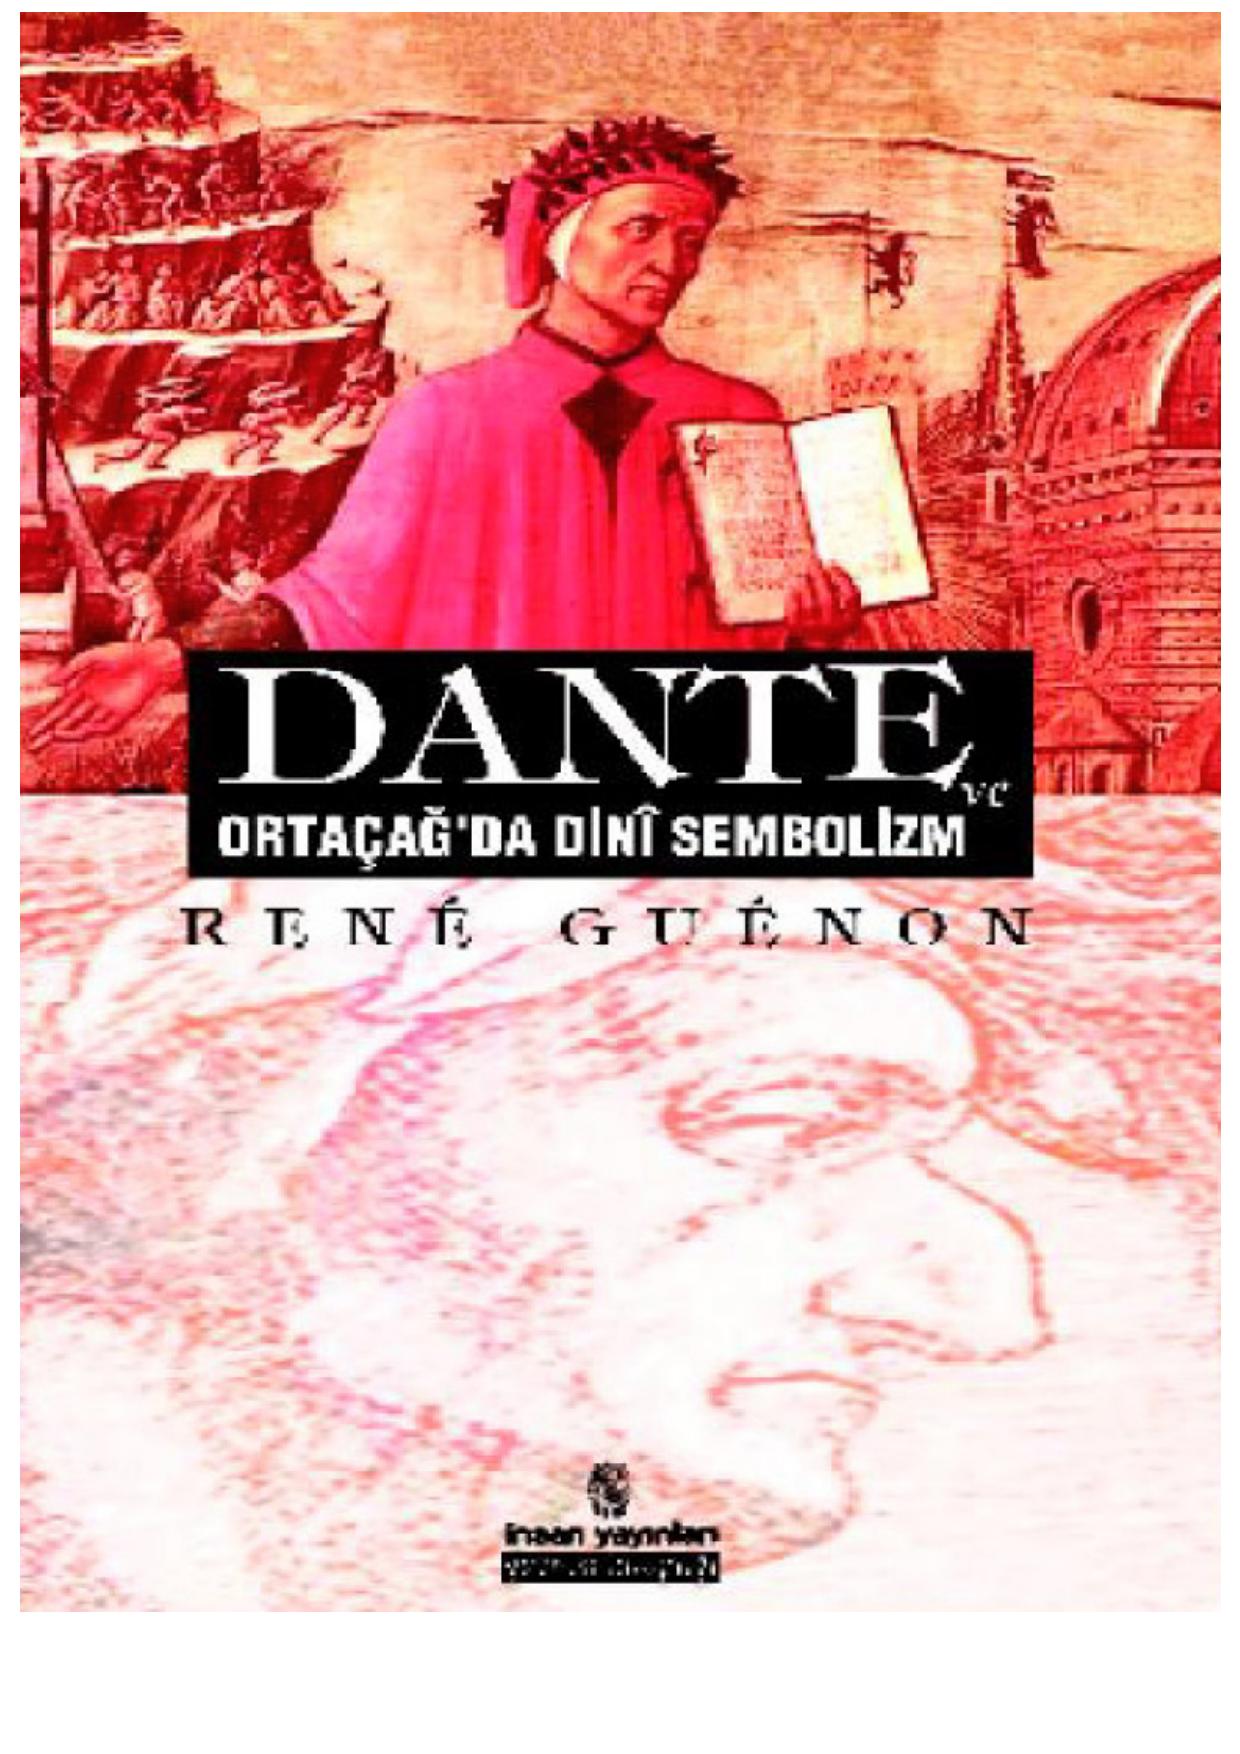 DANTE ve
ORTAÇAĞ'DA DİNÎ SEMBOLİZM
RENÉ GUÉNON
insan yayınları